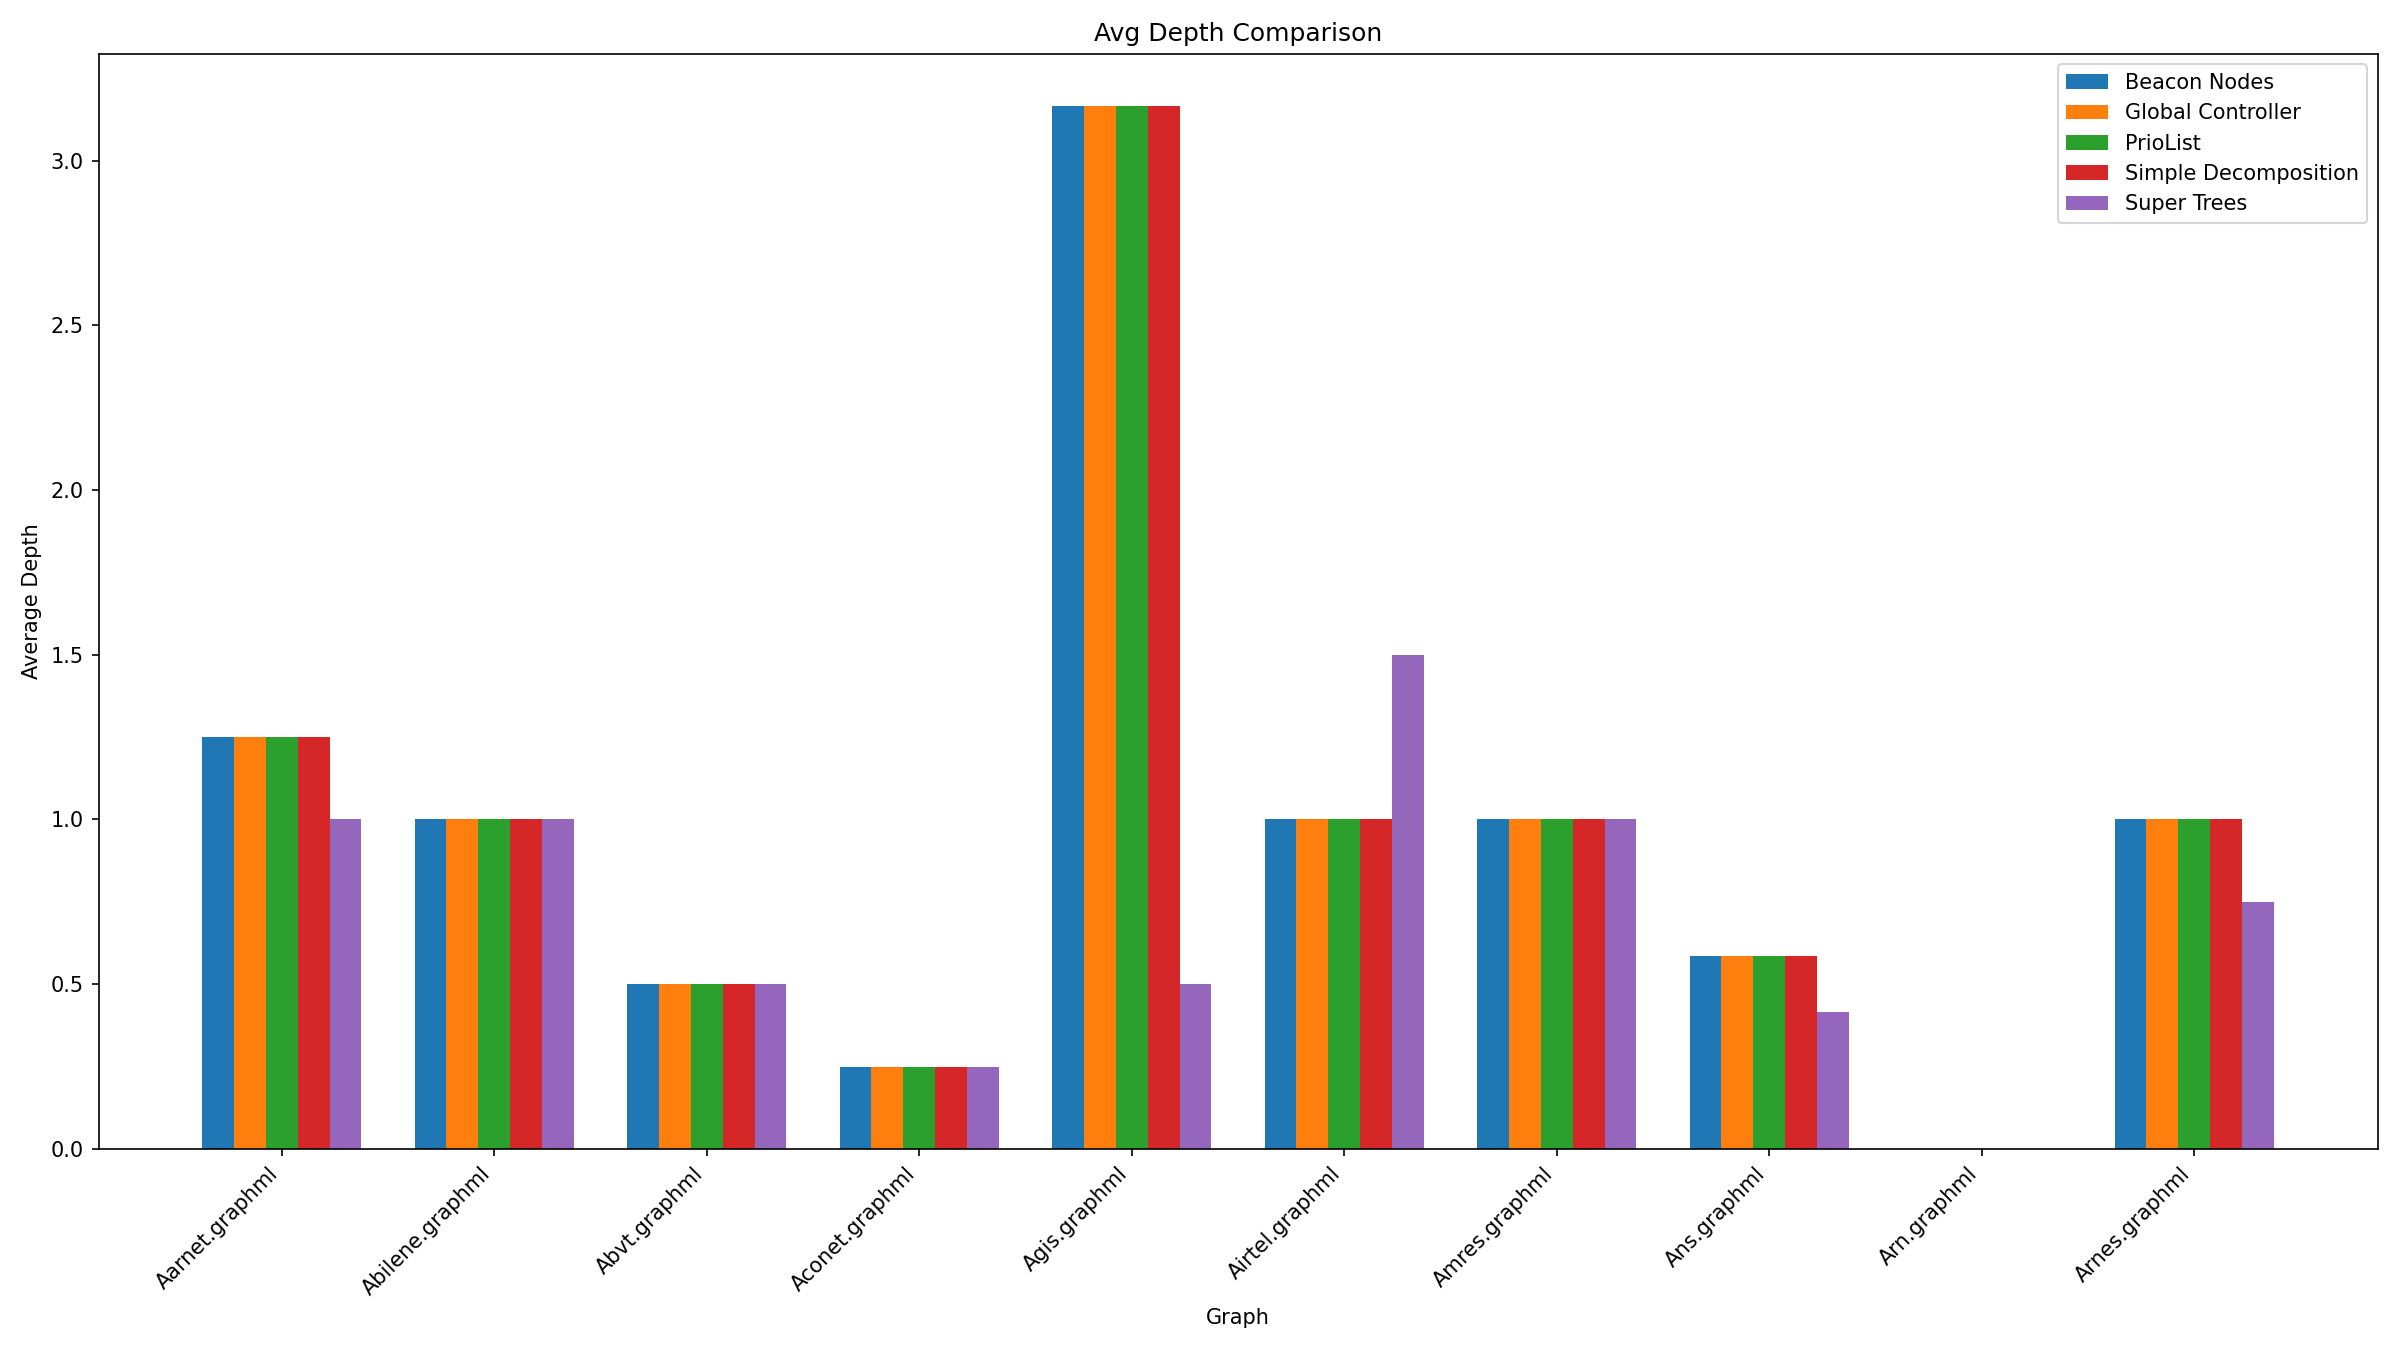 Avg Depth Comparison
Beacon Nodes
Global Controller
PrioList
Simple Decomposition
Super Trees
Average Depth
3.0
2.5
2.0
1.5
1.0
0.5
0.0
Aarnet.graphml
Abilene.graphml
Abvt.graphml
Aconet.graphml
Agis.graphml
Airtel.graphml
Amres.graphml
Ans.graphml
Arn.graphml
Arnes.graphml
Graph